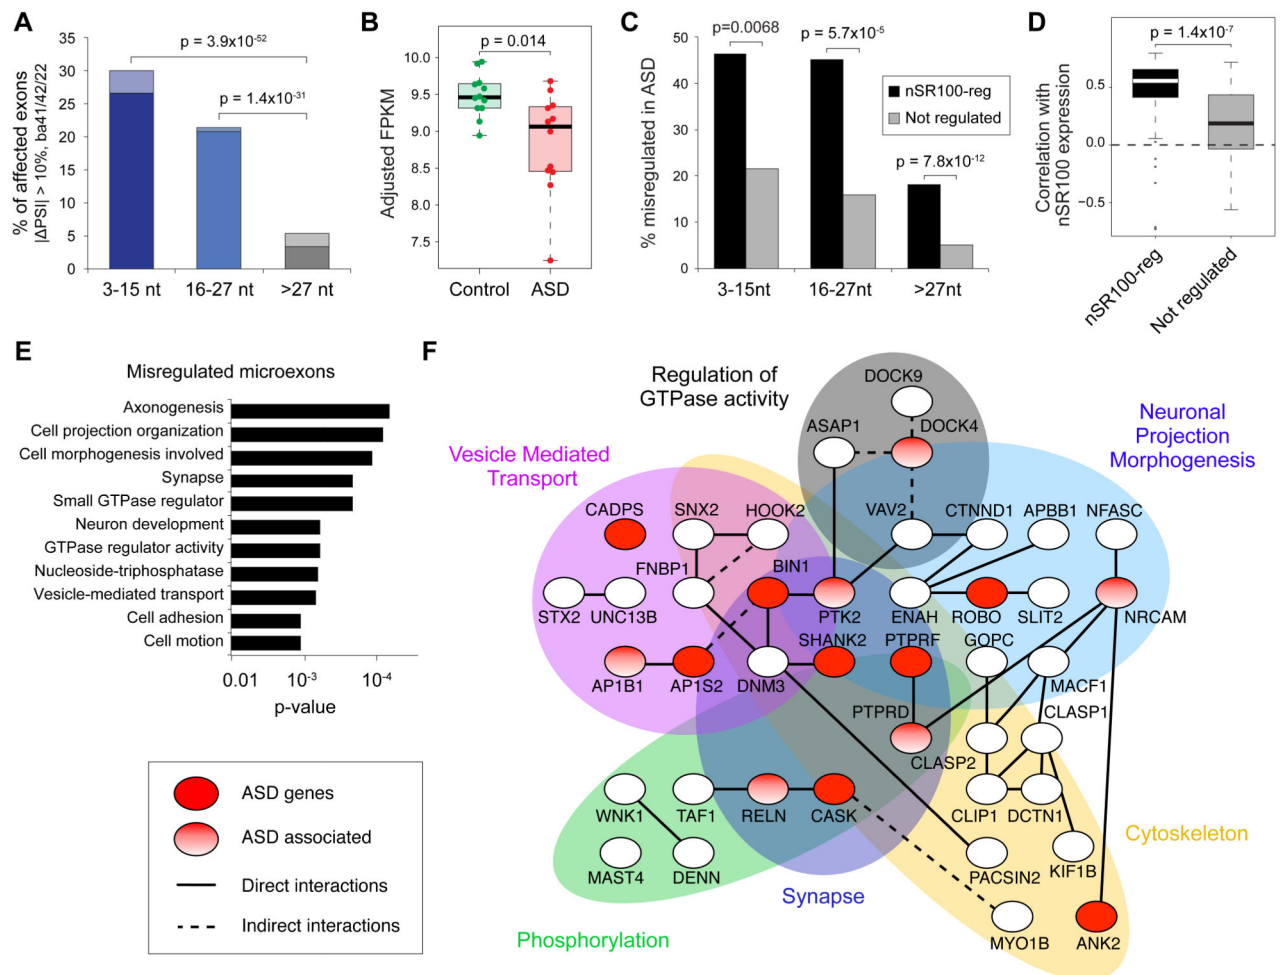 A
% of affected exons
|ΔPSI| > 10%, ba41/42/22
35
30
25
20
15
10
5
0
p = 3.9x10-52
p = 1.4x10-31
3-15 nt
16-27 nt
>27 nt
B
Adjusted FPKM
10.0
9.5
9.0
8.5
8.0
7.5
p = 0.014
Control
ASD
C
% misregulated in ASD
50
40
30
20
10
0
p=0.0068
p = 5.7x10-5
nSR100-reg
Not regulated
p = 7.8x10-12
3-15nt
16-27nt
>27nt
D
Correlation with
nSR100 expression
p = 1.4x10-7
0.5
0.0
−0.5
nSR100-reg
Not regulated
E
Misregulated microexons
Axonogenesis
Cell projection organization
Cell morphogenesis involved
Synapse
Small GTPase regulator
Neuron development
GTPase regulator activity
Nucleoside-triphosphatase
Vesicle-mediated transport
Cell adhesion
Cell motion
0.01 10-3 10-4
p-value
ASD genes
ASD associated
Direct interactions
Indirect interactions
F
Regulation of
GTPase activity
Vesicle Mediated
Transport
Neuronal
Projection
Morphogenesis
DOCK9
ASAP1
DOCK4
CADPS
SNX2
HOOK2
VAV2
CTNND1
APBB1
NFASC
FNBP1
BIN1
STX2
UNC13B
PTK2
ENAH
ROBO
SLIT2
NRCAM
SHANK2
PTPRF
GOPC
AP1B1
AP1S2
DNM3
MACF1
PTPRD
CLASP1
CLASP2
WNK1
TAF1
RELN
CASK
CLIP1
DCTN1
Cytoskeleton
MAST4
DENN
PACSIN2
KIF1B
Synapse
Phosphorylation
MYO1B
ANK2